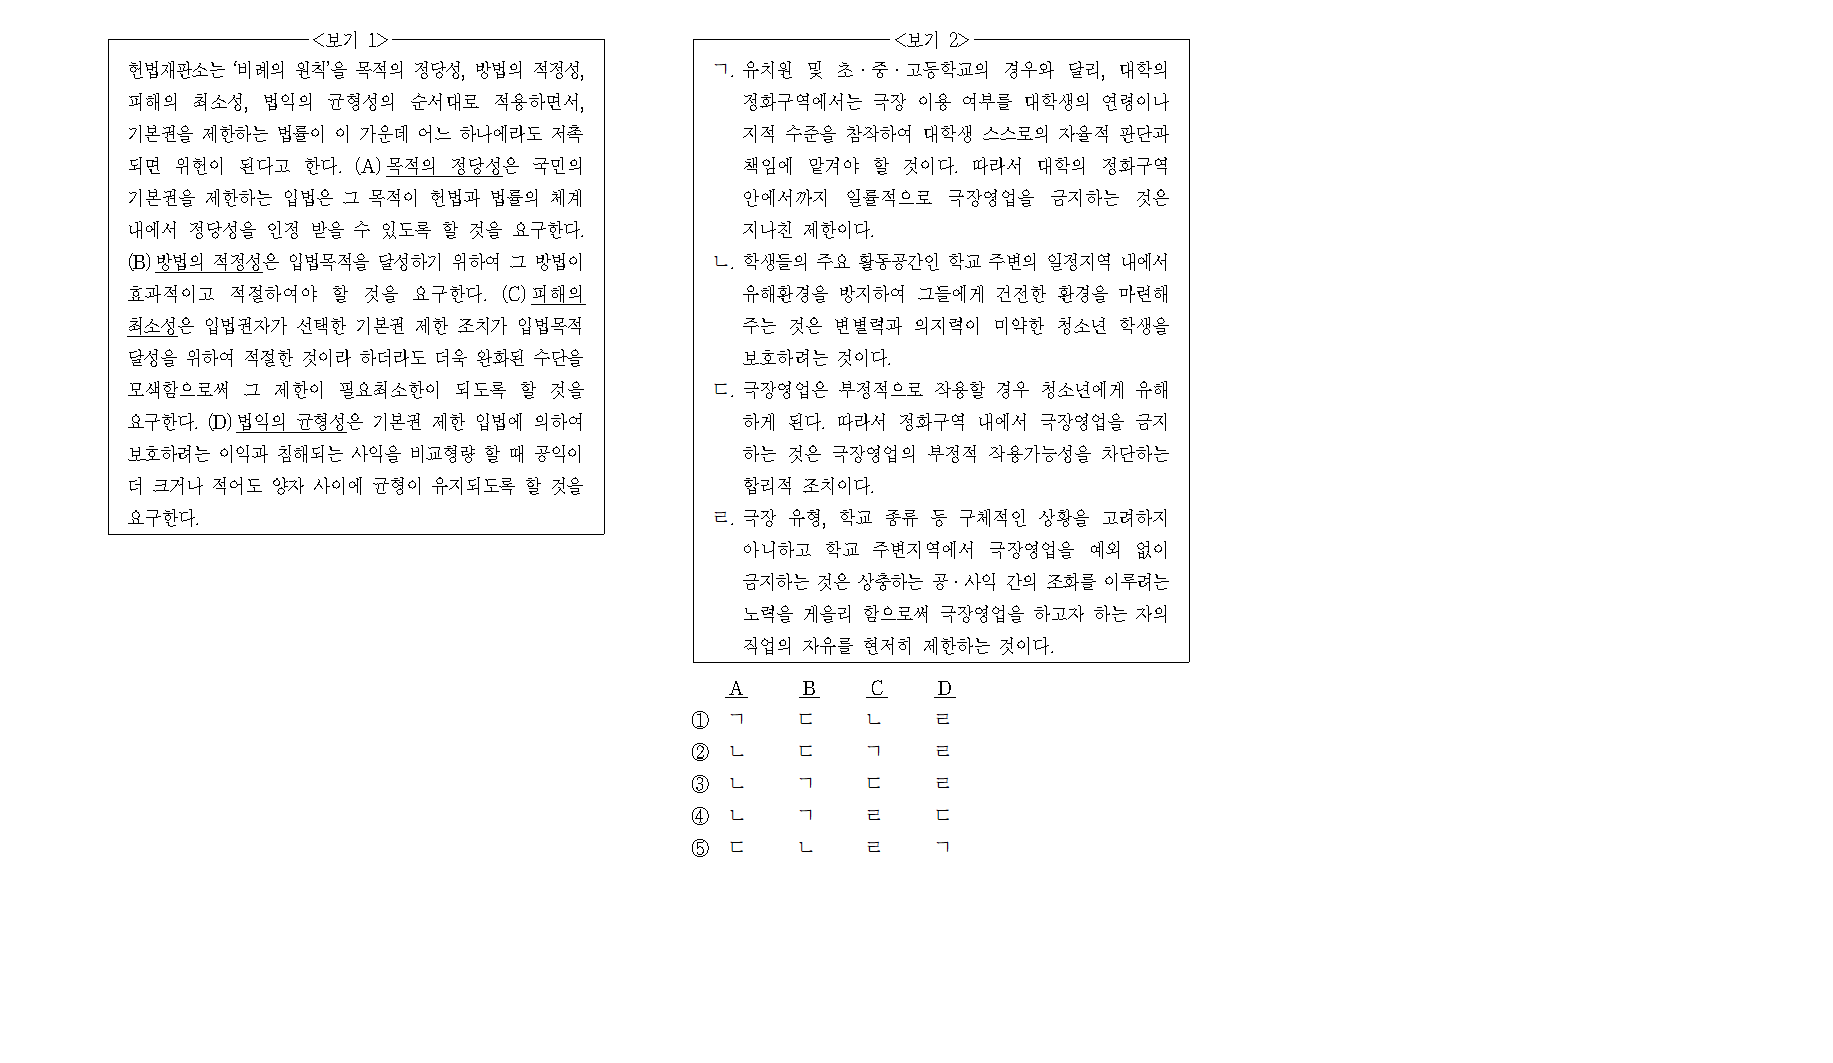 <보기 1>
헌법재판소는 ‘비례의 원칙’을 목적의 정당성, 방법의 적정성,
피해의 최소성, 법익의 균형성의 순서대로 적용하면서,
기본권을 제한하는 법률이 이 가운데 어느 하나에라도 저촉
되면 위헌이 된다고 한다. (A) 목적의 정당성은 국민의
기본권을 제한하는 입법은 그 목적이 헌법과 법률의 체계
내에서 정당성을 인정 받을 수 있도록 할 것을 요구한다.
(B) 방법의 적정성은 입법목적을 달성하기 위하여 그 방법이
효과적이고 적절하여야 할 것을 요구한다. (C) 피해의
최소성은 입법권자가 선택한 기본권 제한 조치가 입법목적
달성을 위하여 적절한 것이라 하더라도 더욱 완화된 수단을
모색함으로써 그 제한이 필요최소한이 되도록 할 것을
요구한다. (D) 법익의 균형성은 기본권 제한 입법에 의하여
보호하려는 이익과 침해되는 사익을 비교형량 할 때 공익이
더 크거나 적어도 양자 사이에 균형이 유지되도록 할 것을
요구한다.
<보기 2>
ㄱ. 유치원 및 초·중·고등학교의 경우와 달리, 대학의
정화구역에서는 극장 이용 여부를 대학생의 연령이나
지적 수준을 참작하여 대학생 스스로의 자율적 판단과
책임에 맡겨야 할 것이다. 따라서 대학의 정화구역
안에서까지 일률적으로 극장영업을 금지하는 것은
지나친 제한이다.
ㄴ. 학생들의 주요 활동공간인 학교 주변의 일정지역 내에서
유해환경을 방지하여 그들에게 건전한 환경을 마련해
주는 것은 변별력과 의지력이 미약한 청소년 학생을
보호하려는 것이다.
ㄷ. 극장영업은 부정적으로 작용할 경우 청소년에게 유해
하게 된다. 따라서 정화구역 내에서 극장영업을 금지
하는 것은 극장영업의 부정적 작용가능성을 차단하는
합리적 조치이다.
ㄹ. 극장 유형, 학교 종류 등 구체적인 상황을 고려하지
아니하고 학교 주변지역에서 극장영업을 예외 없이
금지하는 것은 상충하는 공·사익 간의 조화를 이루려는
노력을 게을리 함으로써 극장영업을 하고자 하는 자의
직업의 자유를 현저히 제한하는 것이다.
A B C D
① ㄱ ㄷ ㄴ ㄹ
② ㄴ ㄷ ㄱ ㄹ
③ ㄴ ㄱ ㄷ ㄹ
④ ㄴ ㄱ ㄹ ㄷ
⑤ ㄷ ㄴ ㄹ ㄱ